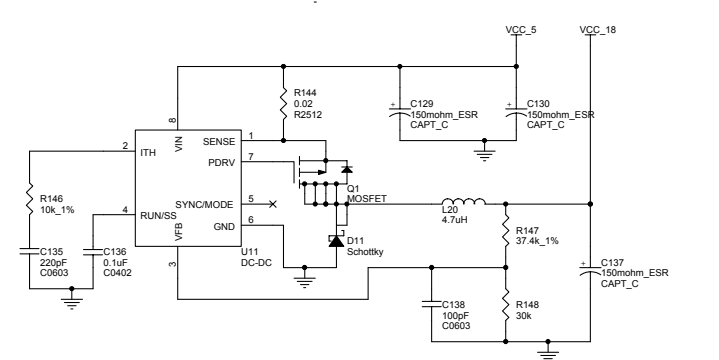 VCC_5
VCC_18
R144
0.02
R2512
C129
150mohm_ESR
CAPT_C
C130
150mohm_ESR
CAPT_C
8
VIN
SENSE
1
2
ITH
PDRV
7
R146
10k_1%
Q1
MOSFET
SYNC/MODE
5
4
RUN/SS
GND
6
VFB
3
U11
DC-DC
D11
Schottky
L20
4.7uH
R147
37.4k_1%
C135
220pF
C0603
C136
0.1uF
C0402
C137
150mohm_ESR
CAPT_C
C138
100pF
C0603
R148
30k